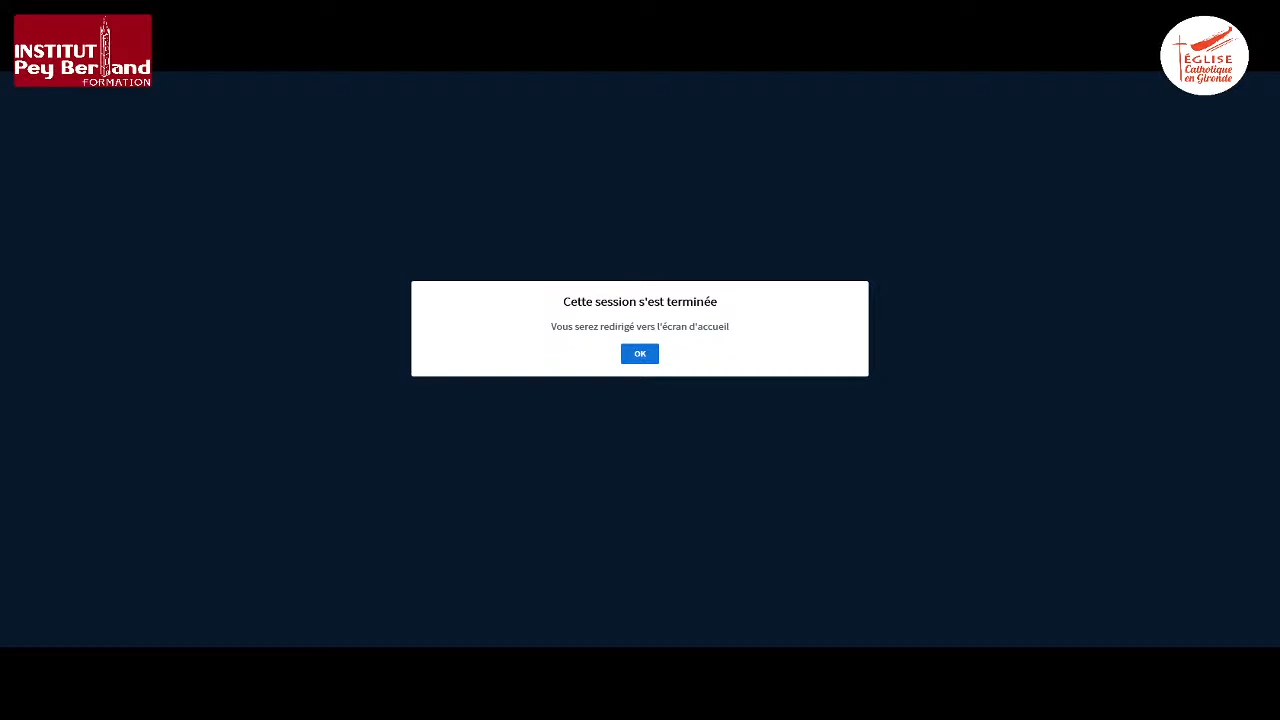 INSTITUT
Pey Berland
FORMATION
ÉGLISE
Catholique
en Gironde
Cette session s'est terminée
Vous serez redirigé vers l'écran d'accueil
OK